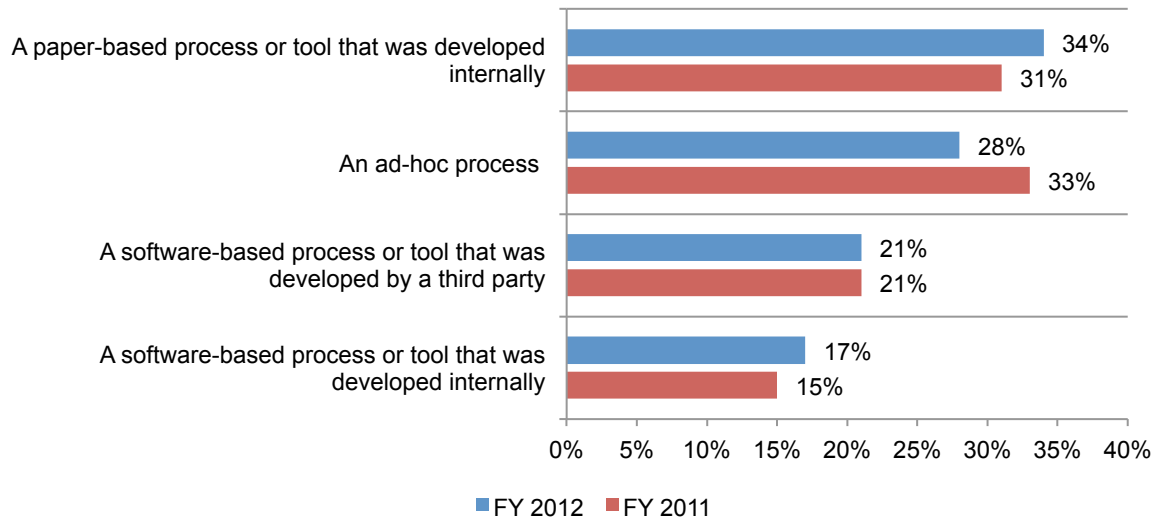 A paper-based process or tool that was developed
internally
34%
31%
An ad-hoc process
28%
33%
A software-based process or tool that was
developed by a third party
21%
21%
A software-based process or tool that was
developed internally
17%
15%
0% 5% 10% 15% 20% 25% 30% 35% 40%
FY 2012 FY 2011